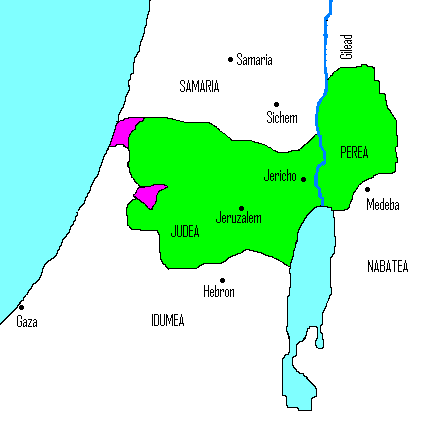 Gilead
Samaria
SAMARIA
Sichem
PEREA
Jericho
Medeba
Jeruzalem
JUDEA
NABATEA
Hebron
Gaza
IDUMEA